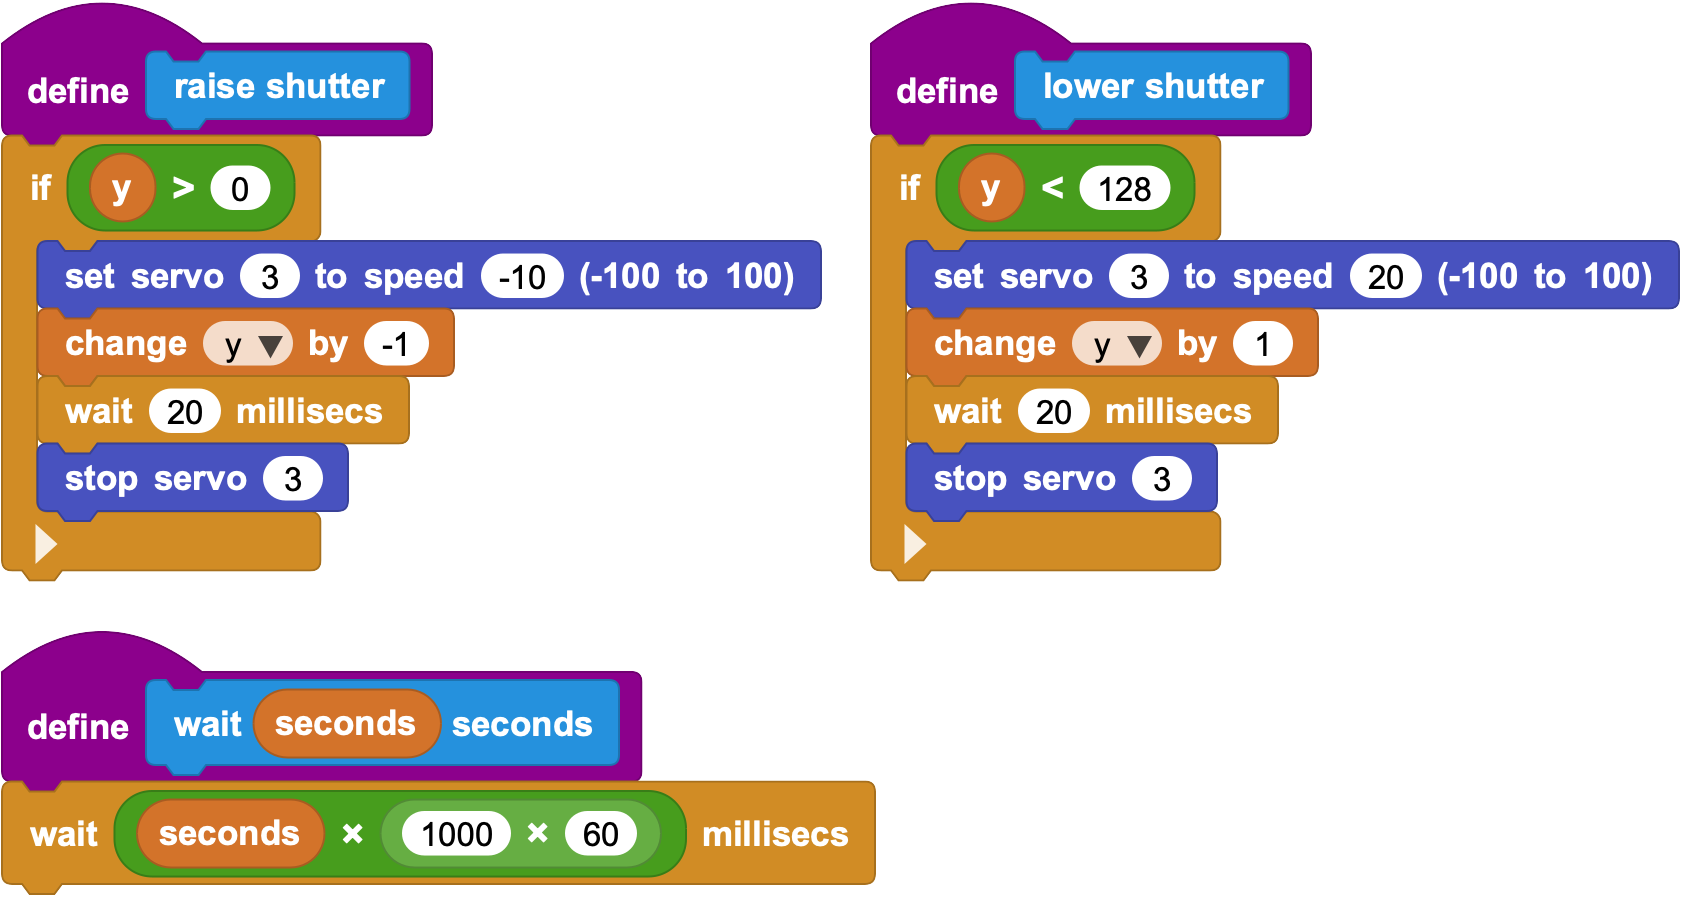 define raise shutter
if y > 0
set servo 3 to speed -10 (-100 to 100)
change y ▼ by -1
wait 20 millisecs
stop servo 3
define lower shutter
if y < 128
set servo 3 to speed 20 (-100 to 100)
change y ▼ by 1
wait 20 millisecs
stop servo 3
define wait seconds seconds
wait seconds × 1000 × 60 millisecs